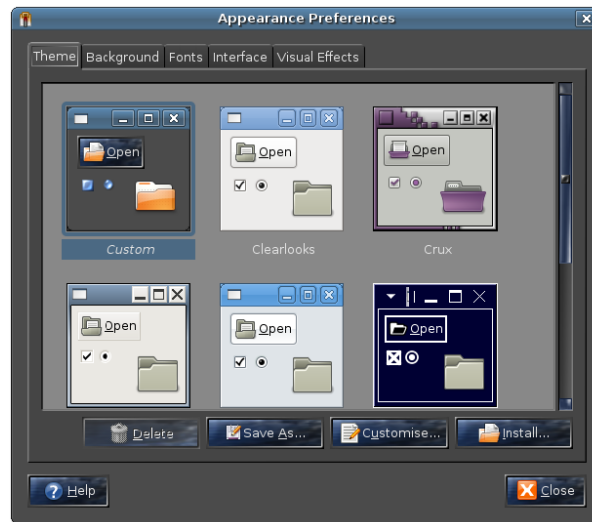 Appearance Preferences
Theme Background Fonts Interface Visual Effects
Open Open Open
Custom Clearlooks Crux
Open Open Open
Delete Save As... Customise... Install...
Help Close